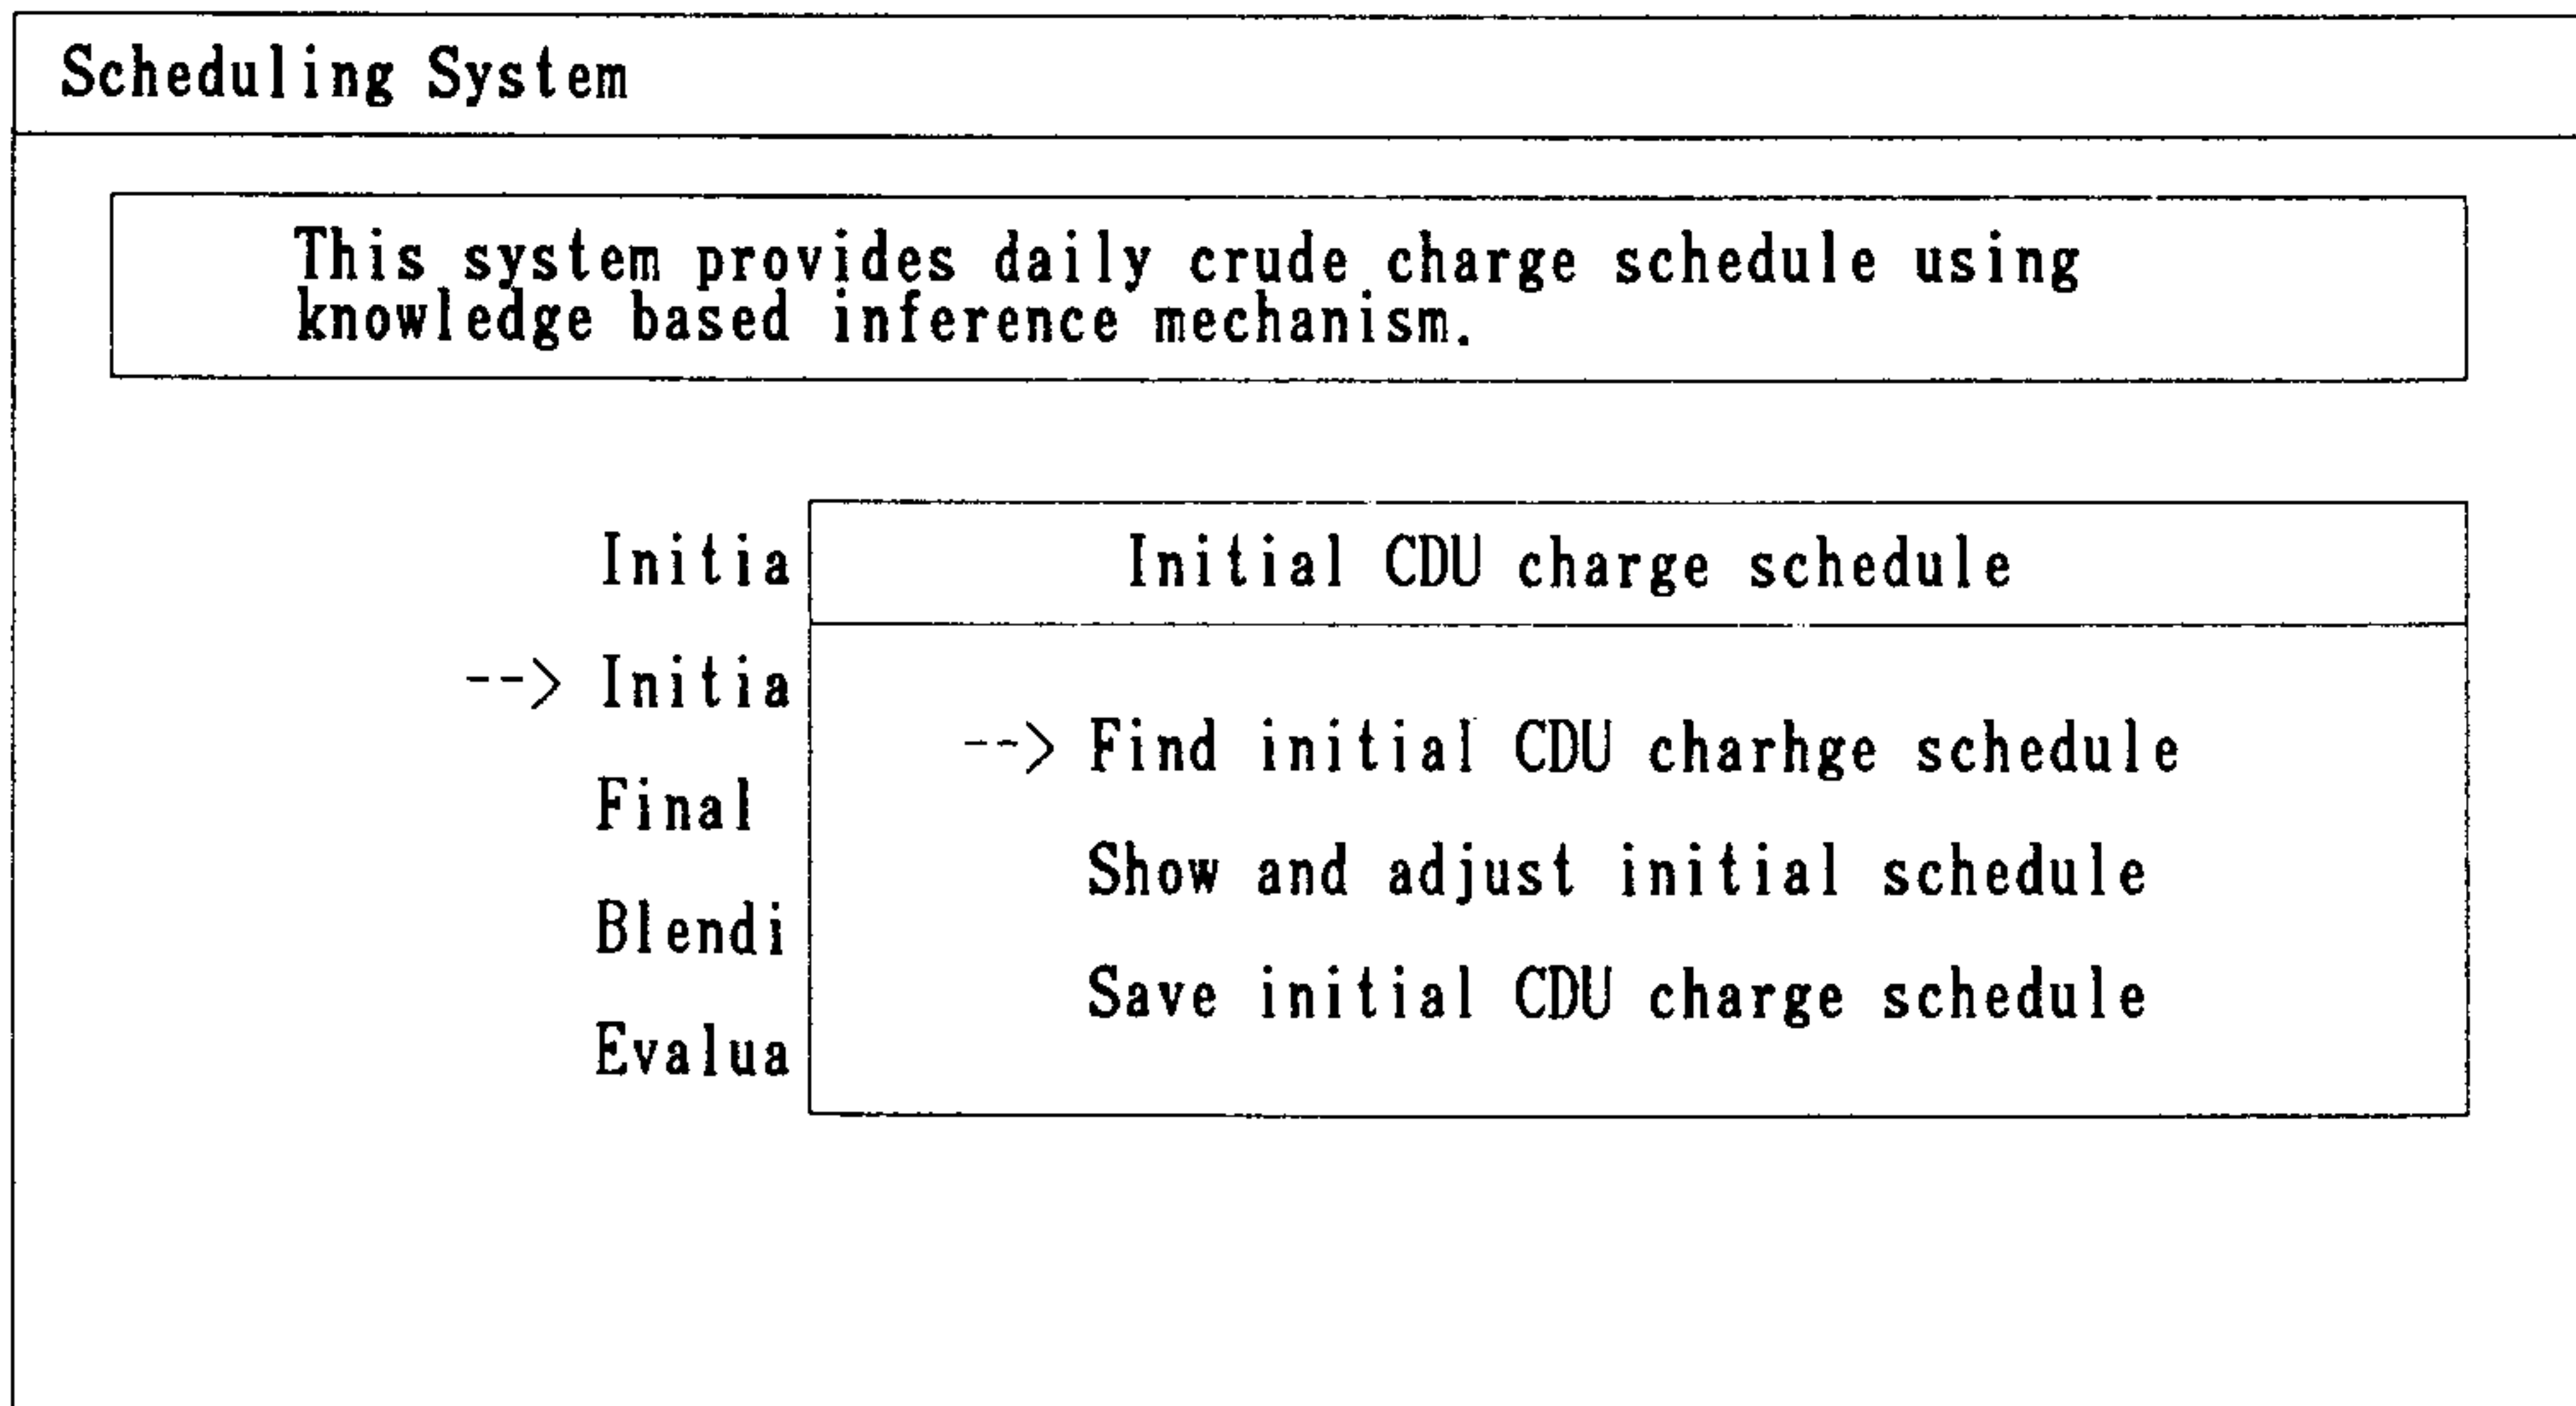 Scheduling System
This system provides daily crude charge schedule using
knowledge based inference mechanism.
Initia
--> Initia
Final
Blendi
Evalua
Initial CDU charge schedule
--> Find initial CDU charhge schedule
Show and adjust initial schedule
Save initial CDU charge schedule